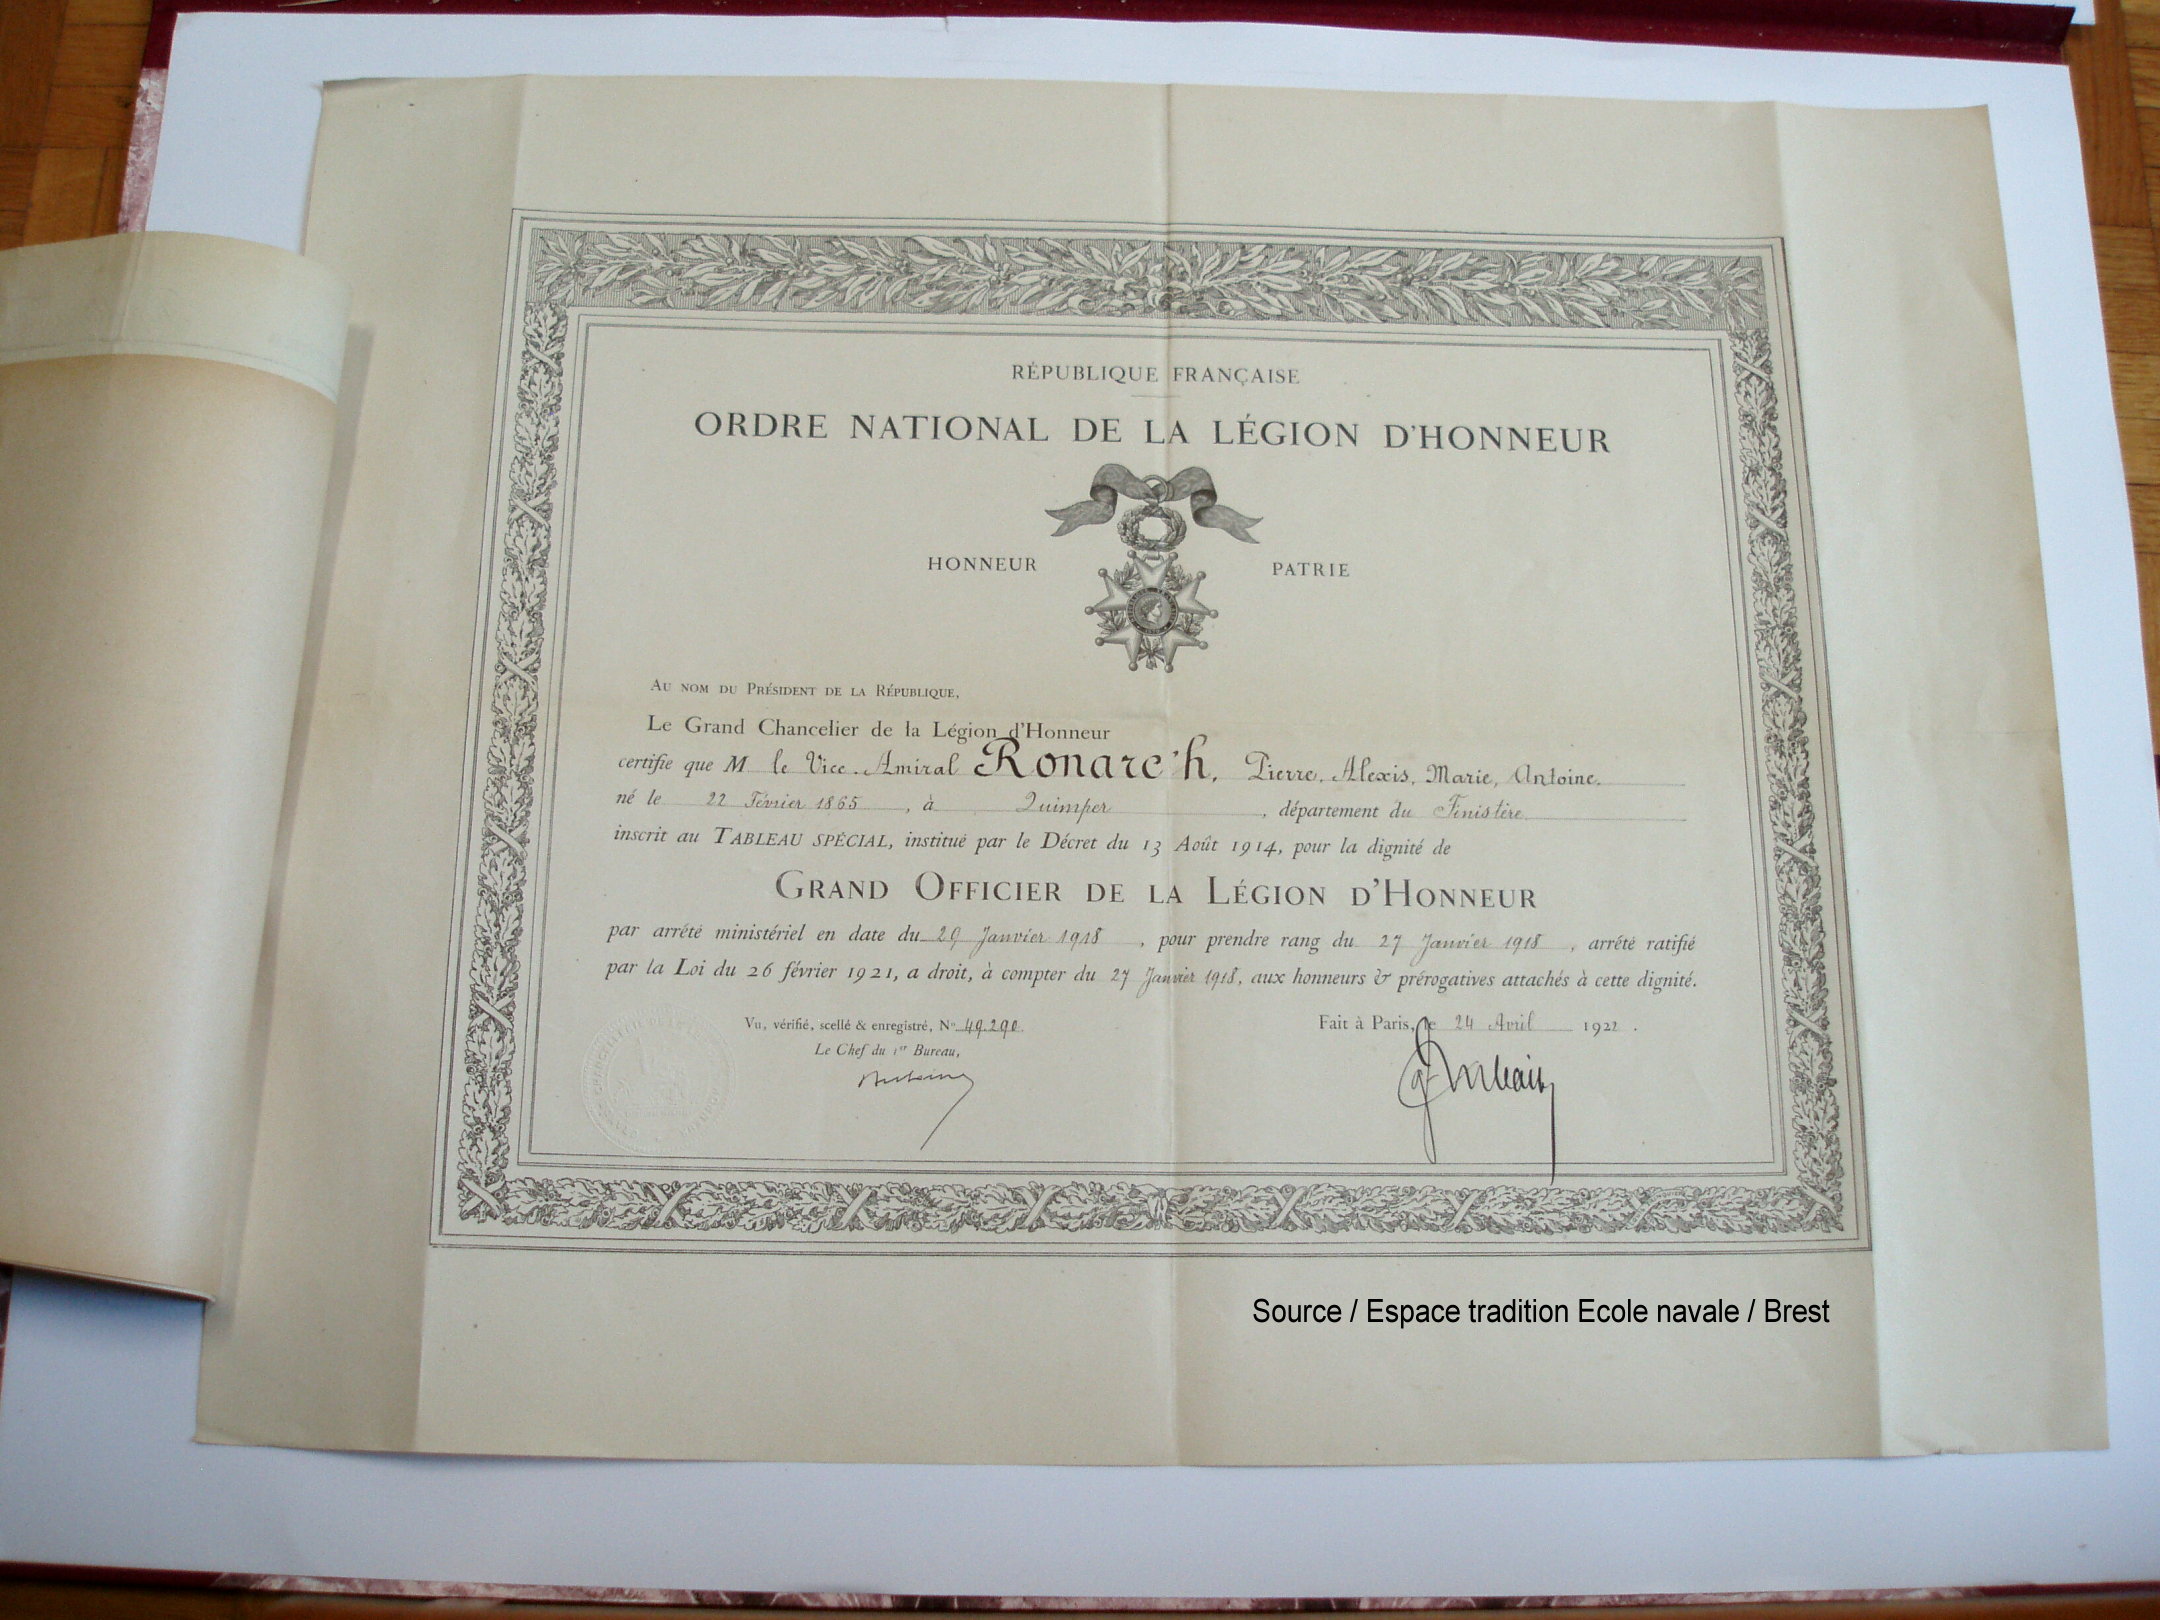 RÉPUBLIQUE FRANÇAISE
ORDRE NATIONAL DE LA LÉGION D'HONNEUR
HONNEUR PATRIE
AU NOM DU PRÉSIDENT DE LA RÉPUBLIQUE,
Le Grand Chancelier de la Légion d'Honneur
certifie que M le Vice-Amiral Ronarc'h, Pierre, Alexis, Marie, Antoine.
né le 22 Février 1865, à Quimper, département du Finistère
inscrit au TABLEAU SPÉCIAL, institué par le Décret du 13 Août 1914, pour la dignité de
GRAND OFFICIER DE LA LÉGION D'HONNEUR
par arrêté ministériel en date du 29 Janvier 1918, pour prendre rang du 27 Janvier 1918, arrêté ratifié
par la Loi du 26 février 1921, a droit, à compter du 27 Janvier 1918, aux honneurs & prérogatives attachés à cette dignité.
Vu, vérifié, scellé & enregistré, N° 49.290
Fait à Paris, le 24 Avril 1922.
Le Chef du 1er Bureau,
Source / Espace tradition Ecole navale / Brest